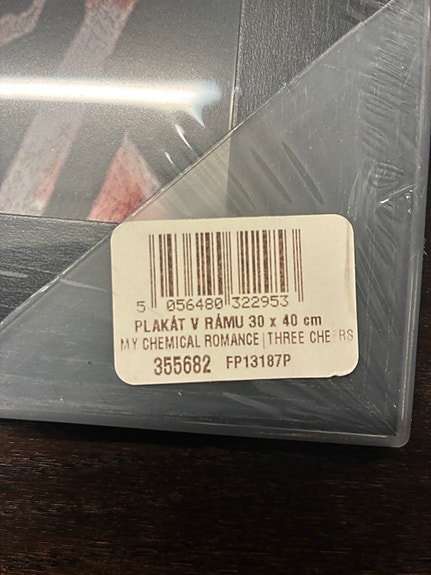 5 056480 322953
PLAKÁT V RÁMU 30 x 40 cm
MY CHEMICAL ROMANCE | THREE CHEERS
355682 FP13187P